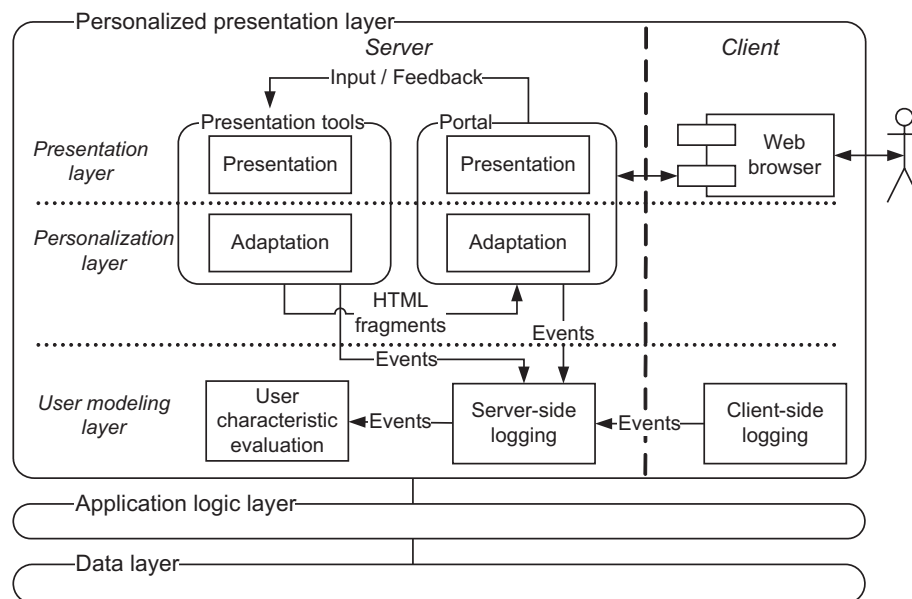 Personalized presentation layer
Server
Client
Input / Feedback
Presentation tools
Portal
Presentation
layer
Presentation
Presentation
Web
browser
Personalization
layer
Adaptation
Adaptation
HTML
fragments
Events
Events
User modeling
layer
User
characteristic
evaluation
Events
Server-side
logging
Events
Client-side
logging
Application logic layer
Data layer